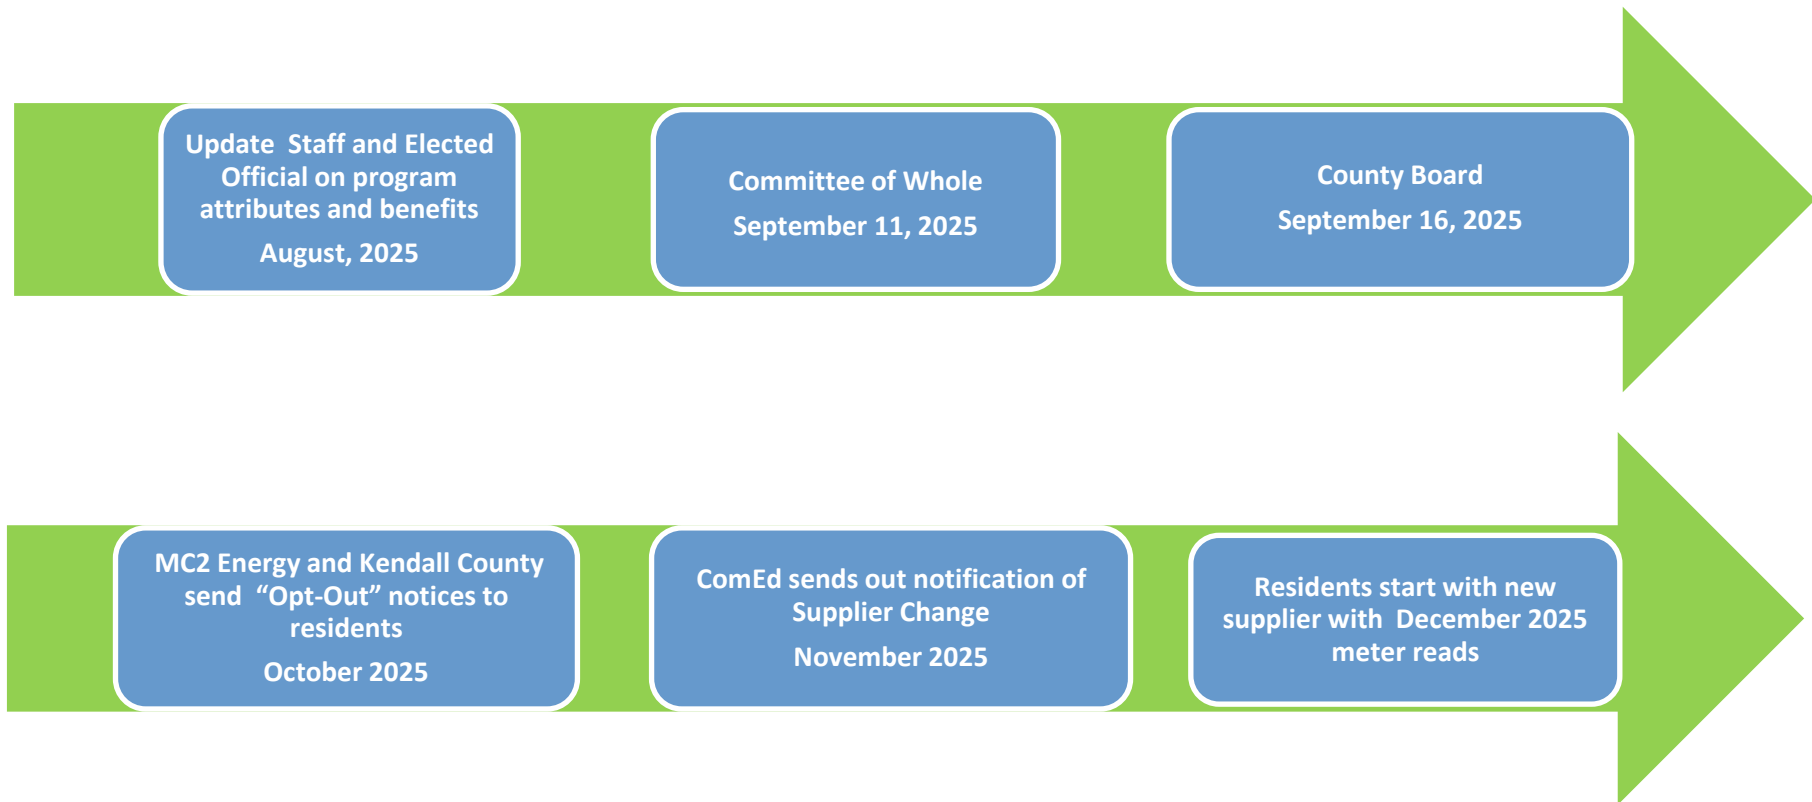 Update  Staff and Elected
Official on program
attributes and benefits
August, 2025
Committee of Whole
September 11, 2025
County Board
September 16, 2025
MC2 Energy and Kendall County
send  “Opt-Out” notices to
residents
October 2025
ComEd sends out notification of
Supplier Change
November 2025
Residents start with new
supplier with  December 2025
meter reads